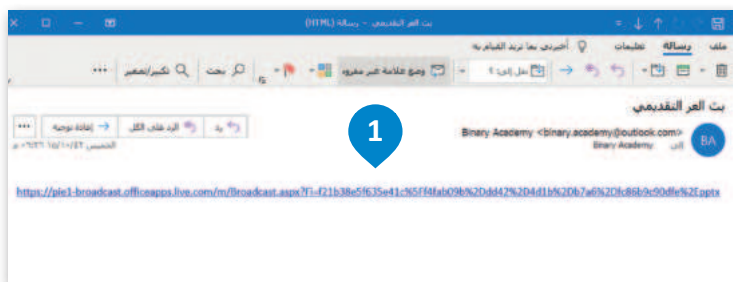 بث العر التقديمي - رسالة (HTML)
ملف رسالة تعليمات أخبرني بما تريد القيام به
نقل إلى: ؟ وضع علامة غير مقروء بحث تكبير/تصغير
بث العر التقديمي
BA
Binary Academy <binary.academy@outlook.com>
إلى Binary Academy
رد الرد على الكل إعادة توجيه
الخميس
1
https://ple1-broadcast.officeapps.live.com/m/Broadcast.aspx?Fi=f21b38e5f635e41c%5Ff4fab09b%2Ddd42%2D4d1b%2Db7a6%2Dfc86b9c90dfe%2Epptx